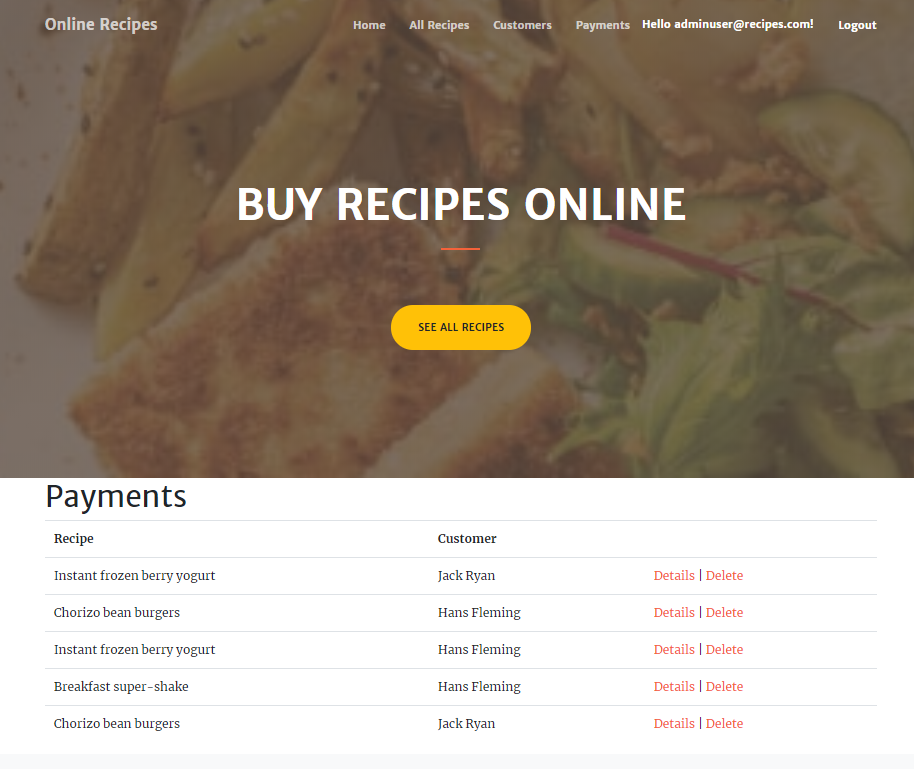 Online Recipes Home All Recipes Customers Payments Hello adminuser@recipes.com! Logout
BUY RECIPES ONLINE
SEE ALL RECIPES
Payments
Recipe Customer
Instant frozen berry yogurt Jack Ryan Details | Delete
Chorizo bean burgers Hans Fleming Details | Delete
Instant frozen berry yogurt Hans Fleming Details | Delete
Breakfast super-shake Hans Fleming Details | Delete
Chorizo bean burgers Jack Ryan Details | Delete